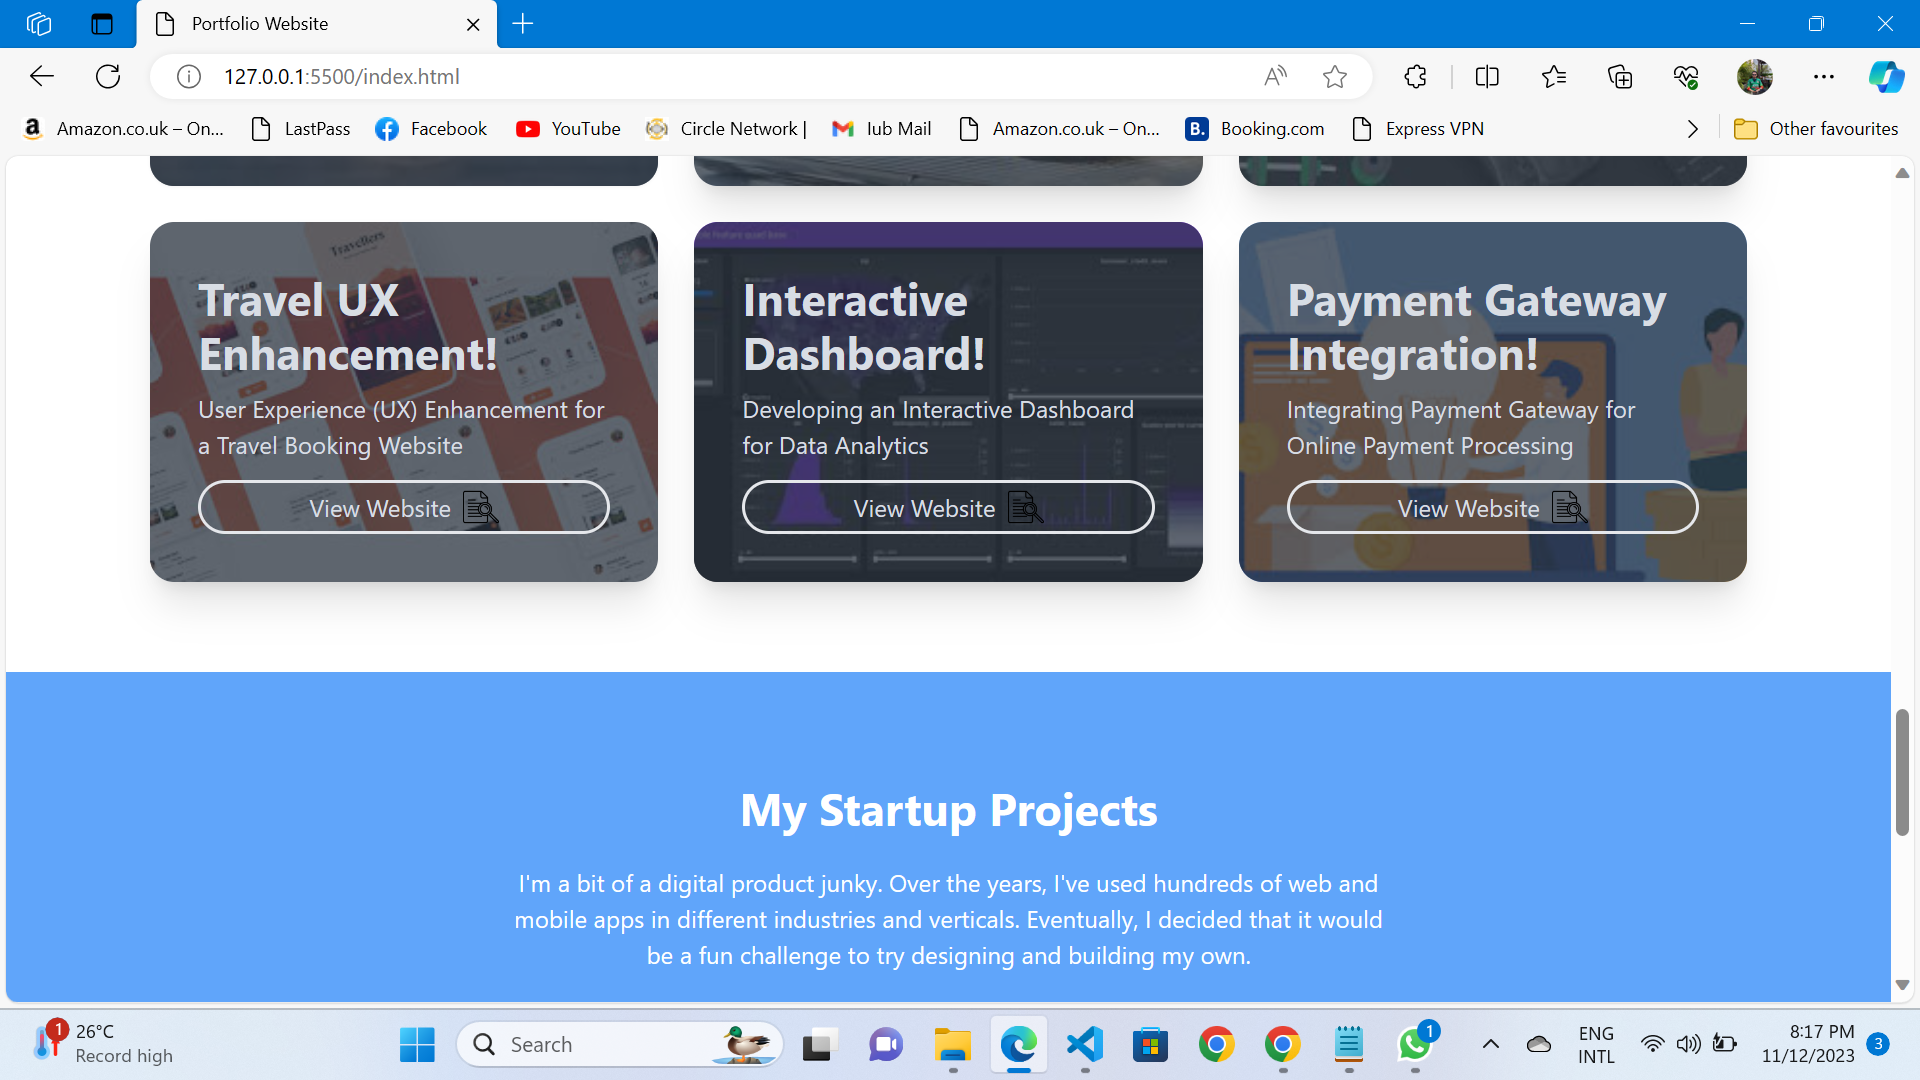 Portfolio Website
127.0.0.1:5500/index.html
Amazon.co.uk – On...
LastPass
Facebook
YouTube
Circle Network |
Iub Mail
Amazon.co.uk – On...
B.
Booking.com
Express VPN
Other favourites
Travellers
Travel UX
Enhancement!
User Experience (UX) Enhancement for
a Travel Booking Website
View Website
Interactive
Dashboard!
Developing an Interactive Dashboard
for Data Analytics
View Website
Payment Gateway
Integration!
Integrating Payment Gateway for
Online Payment Processing
View Website
My Startup Projects
I'm a bit of a digital product junky. Over the years, I've used hundreds of web and
mobile apps in different industries and verticals. Eventually, I decided that it would
be a fun challenge to try designing and building my own.
1
26°C
Record high
Search
1
ENG
INTL
8:17 PM
11/12/2023
3